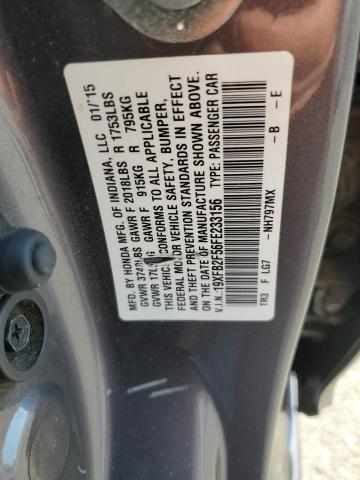 MFD. BY HONDA MFG. OF INDIANA, LLC 01/'15
GVWR 3748LBS GAWR F 2018LBS R 1753LBS
GVWR GAWR F 915KG R 795KG
THIS VEHICLE CONFORMS TO ALL APPLICABLE
FEDERAL MOTOR VEHICLE SAFETY, BUMPER,
AND THEFT PREVENTION STANDARDS IN EFFECT
ON THE DATE OF MANUFACTURE SHOWN ABOVE.
V.I.N.:19XFB2F56FE233156 TYPE: PASSENGER CAR
-NH797MX -B -E
TR3 F LG7